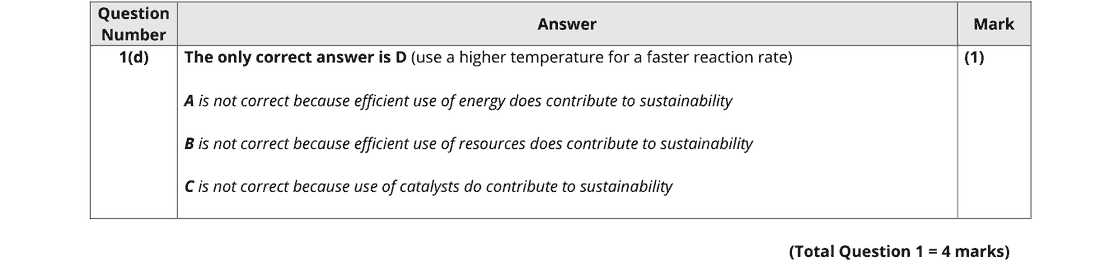 Question
Number
Answer
Mark
1(d)
The only correct answer is D (use a higher temperature for a faster reaction rate)
(1)
A is not correct because efficient use of energy does contribute to sustainability
B is not correct because efficient use of resources does contribute to sustainability
C is not correct because use of catalysts do contribute to sustainability
(Total Question 1 = 4 marks)